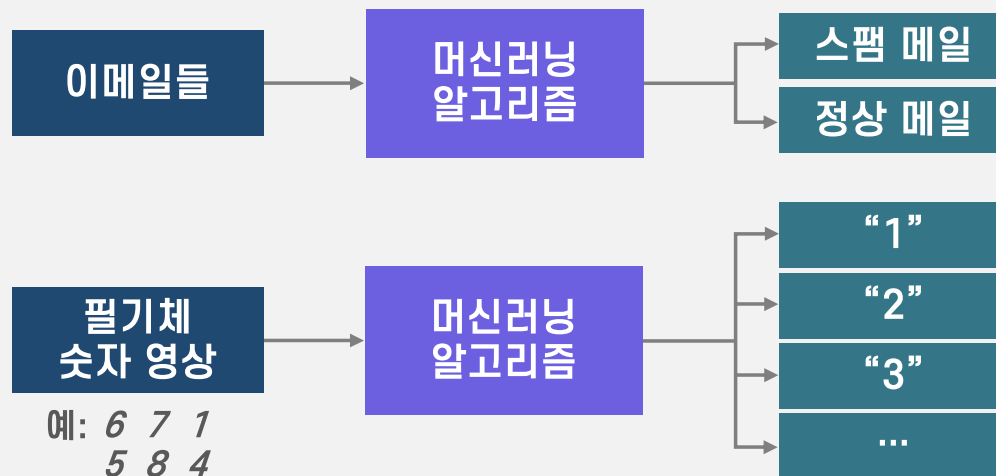 이메일들
머신러닝
알고리즘
스팸 메일
정상 메일
필기체
숫자 영상
예: 6 7 1
5 8 4
머신러닝
알고리즘
“1”
“2”
“3”
...